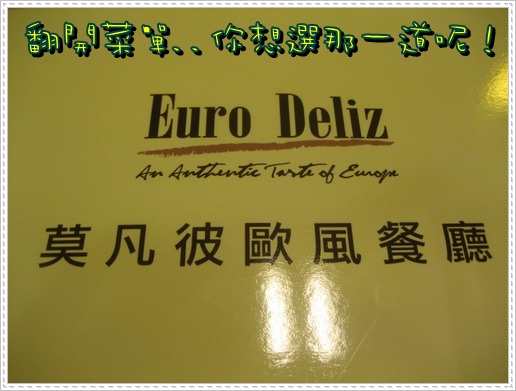 翻開菜單、、你想選那一道呢！
Euro Deliz
An Authentic Taste of Europe
莫凡彼歐風餐廳